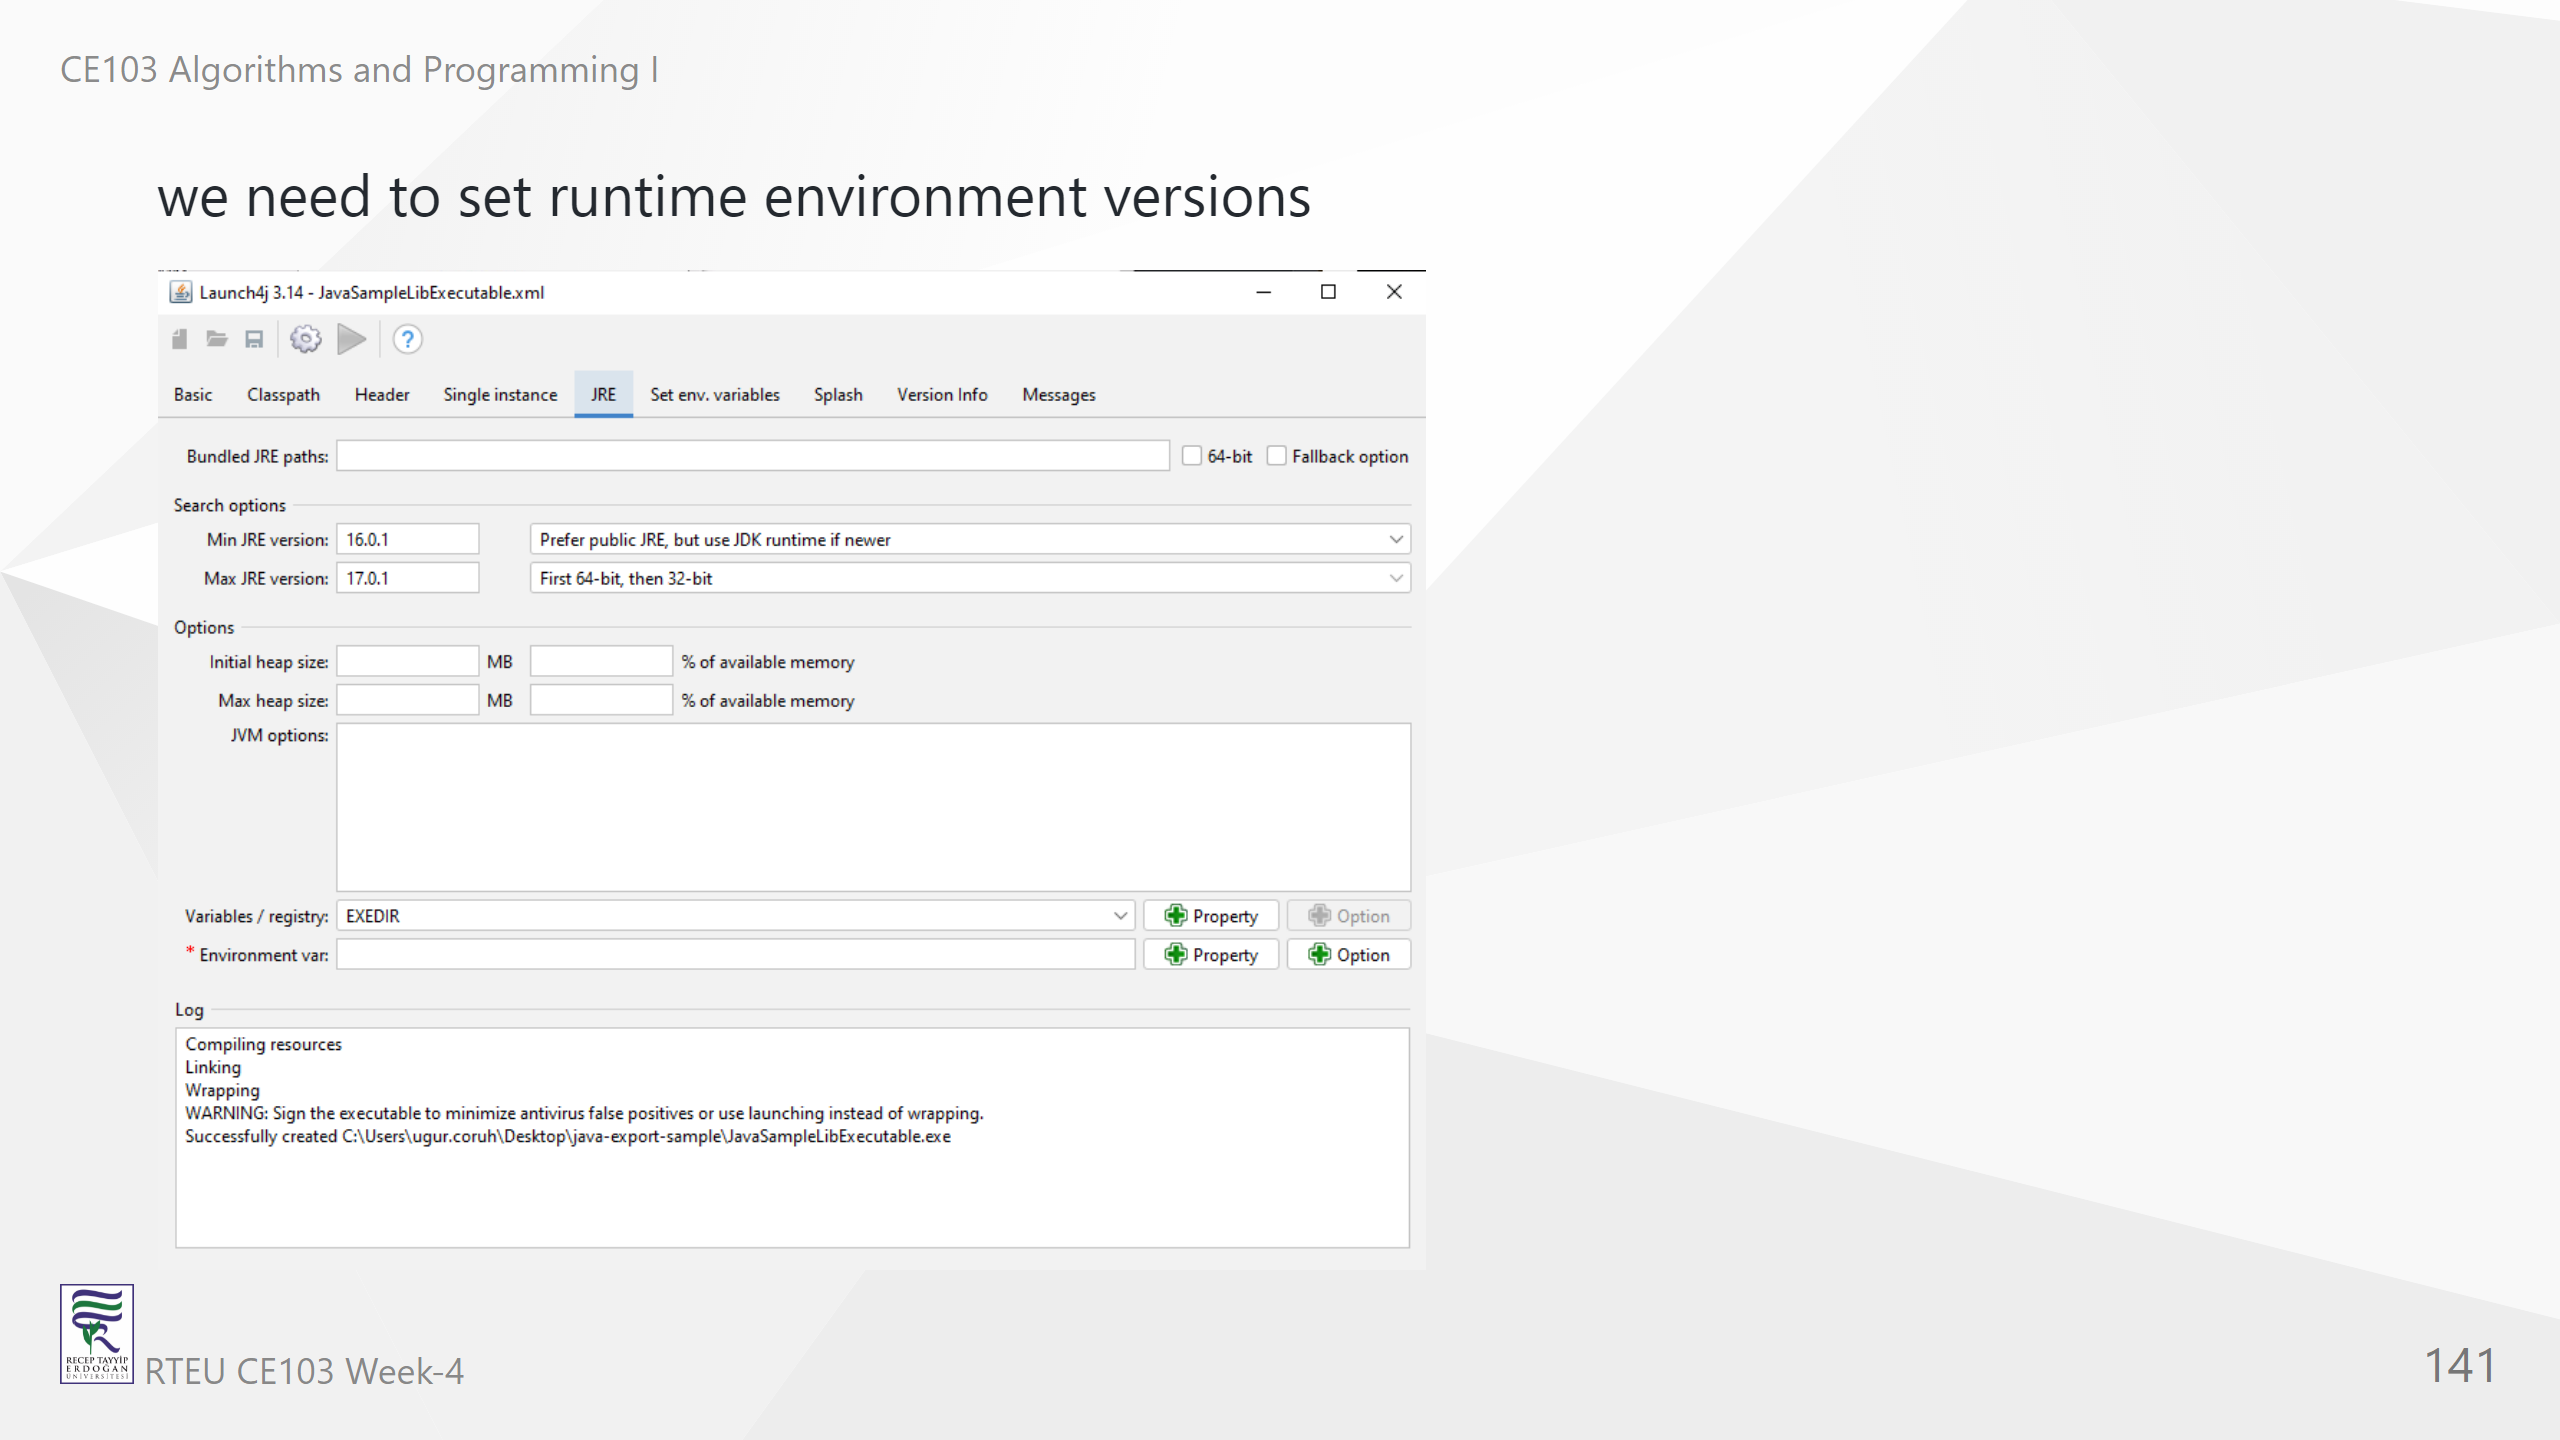 CE103 Algorithms and Programming I
we need to set runtime environment versions
Launch4j 3.14 - JavaSampleLibExecutable.xml
?
Basic Classpath Header Single instance JRE Set env. variables Splash Version Info Messages
Bundled JRE paths: 64-bit Fallback option
Search options
Min JRE version: 16.0.1 Prefer public JRE, but use JDK runtime if newer
Max JRE version: 17.0.1 First 64-bit, then 32-bit
Options
Initial heap size: MB % of available memory
Max heap size: MB % of available memory
JVM options:
Variables / registry: EXEDIR Property Option
* Environment var: Property Option
Log
Compiling resources
Linking
Wrapping
WARNING: Sign the executable to minimize antivirus false positives or use launching instead of wrapping.
Successfully created C:\Users\ugur.coruh\Desktop\java-export-sample\JavaSampleLibExecutable.exe
RECEP TAYYİP
ERDOĞAN
ÜNİVERSİTESİ
RTEU CE103 Week-4
141